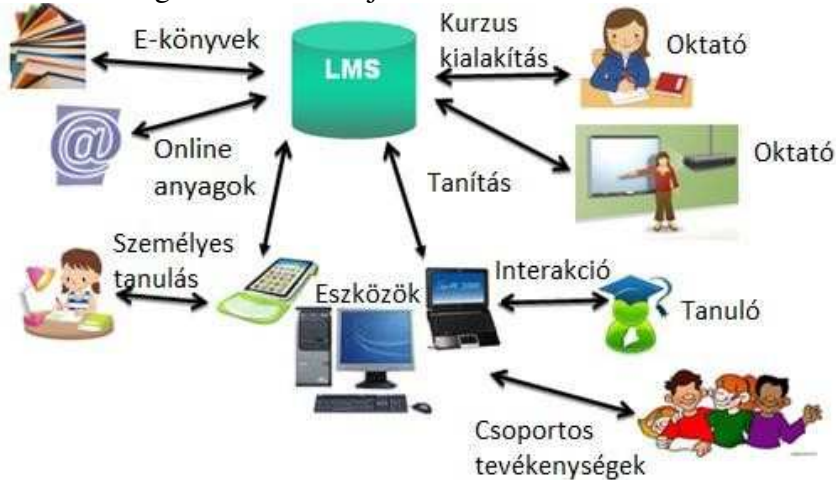 E-könyvek
LMS
Kurzus
kialakítás
Oktató
Online
anyagok
Tanítás
Oktató
Személyes
tanulás
Eszközök
Interakció
Tanuló
Csoportos
tevékenységek